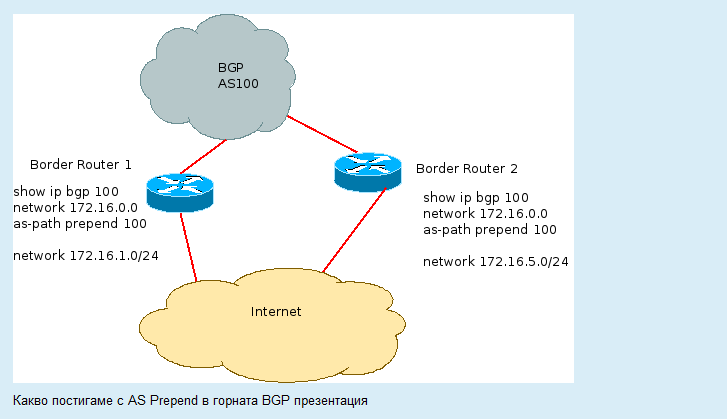 BGP
AS100
Border Router 1
show ip bgp 100
network 172.16.0.0
as-path prepend 100
network 172.16.1.0/24
Border Router 2
show ip bgp 100
network 172.16.0.0
as-path prepend 100
network 172.16.5.0/24
Internet
Какво постигаме с AS Prepend в горната BGP презентация